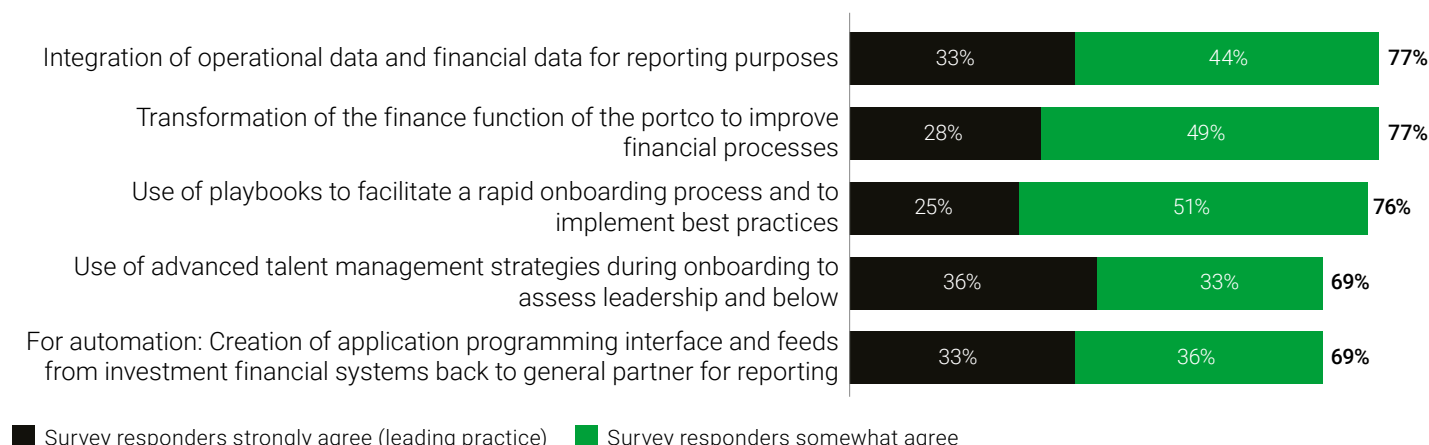 Integration of operational data and financial data for reporting purposes
33%
44%
77%
Transformation of the finance function of the portco to improve
financial processes
28%
49%
77%
Use of playbooks to facilitate a rapid onboarding process and to
implement best practices
25%
51%
76%
Use of advanced talent management strategies during onboarding to
assess leadership and below
36%
33%
69%
For automation: Creation of application programming interface and feeds
from investment financial systems back to general partner for reporting
33%
36%
69%
Survey responders strongly agree (leading practice)
Survey responders somewhat agree